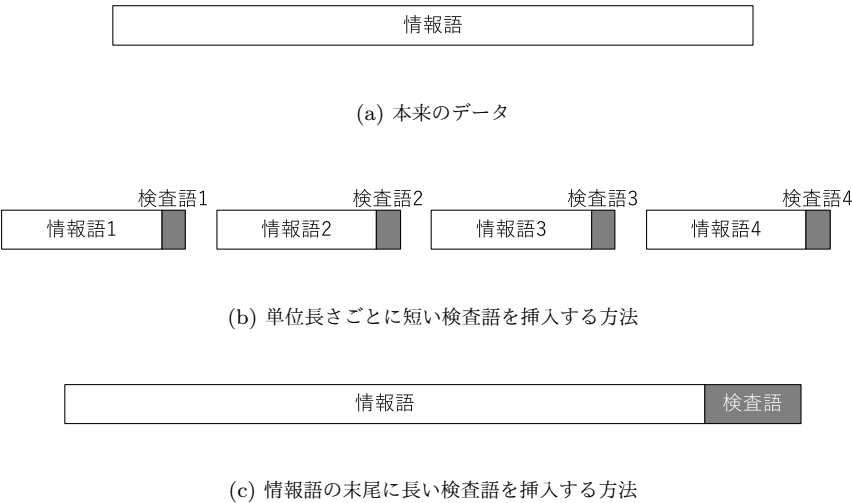 情報語
(a) 本来のデータ
検査語1 検査語2 検査語3 検査語4
情報語1 情報語2 情報語3 情報語4
(b) 単位長さごとに短い検査語を挿入する方法
情報語 検査語
(c) 情報語の末尾に長い検査語を挿入する方法